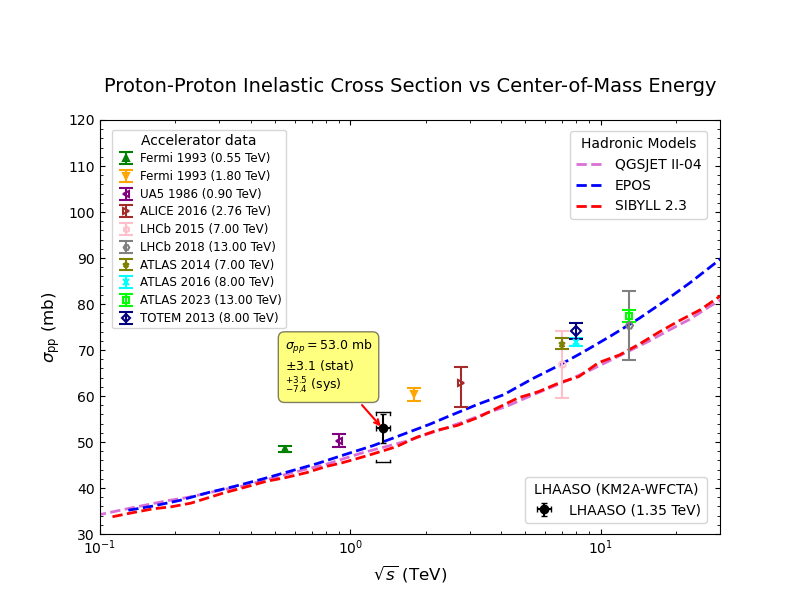 Proton-Proton Inelastic Cross Section vs Center-of-Mass Energy
120
110
100
90
80
70
60
50
40
30
σpp (mb)
Accelerator data
Fermi 1993 (0.55 TeV)
Fermi 1993 (1.80 TeV)
UA5 1986 (0.90 TeV)
ALICE 2016 (2.76 TeV)
LHCb 2015 (7.00 TeV)
LHCb 2018 (13.00 TeV)
ATLAS 2014 (7.00 TeV)
ATLAS 2016 (8.00 TeV)
ATLAS 2023 (13.00 TeV)
TOTEM 2013 (8.00 TeV)
Hadronic Models
QGSJET II-04
EPOS
SIBYLL 2.3
σpp = 53.0 mb
±3.1 (stat)
+3.5 −7.4 (sys)
LHAASO (KM2A-WFCTA)
LHAASO (1.35 TeV)
10⁻¹ 10⁰ 10¹
√s (TeV)